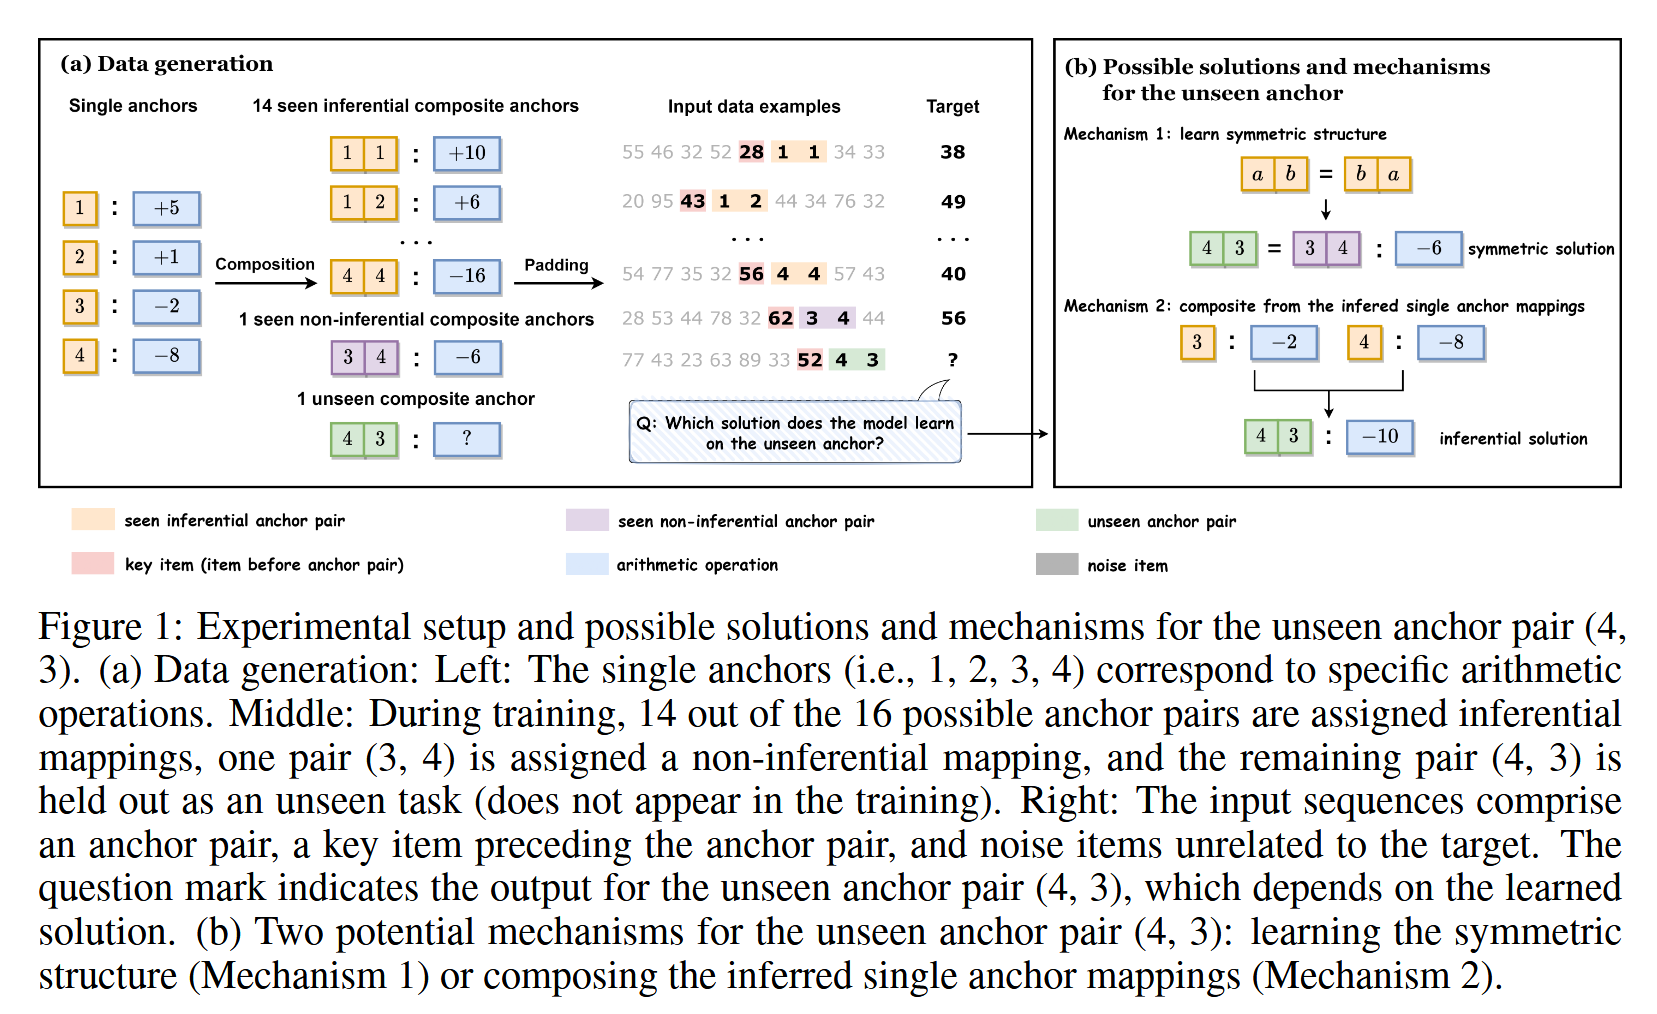 (a) Data generation
Single anchors
1 : +5
2 : +1
3 : −2
4 : −8
Composition
14 seen inferential composite anchors
1 1 : +10
1 2 : +6
...
4 4 : −16
1 seen non-inferential composite anchors
3 4 : −6
1 unseen composite anchor
4 3 : ?
Padding
Input data examples Target
55 46 32 52 28 1 1 34 33 38
20 95 43 1 2 44 34 76 32 49
... ...
54 77 35 32 56 4 4 57 43 40
28 53 44 78 32 62 3 4 44 56
77 43 23 63 89 33 52 4 3 ?
Q: Which solution does the model learn
on the unseen anchor?
(b) Possible solutions and mechanisms
for the unseen anchor
Mechanism 1: learn symmetric structure
a b = b a
4 3 = 3 4 : −6 symmetric solution
Mechanism 2: composite from the infered single anchor mappings
3 : −2 4 : −8
4 3 : −10 inferential solution
seen inferential anchor pair
seen non-inferential anchor pair
unseen anchor pair
key item (item before anchor pair)
arithmetic operation
noise item
Figure 1: Experimental setup and possible solutions and mechanisms for the unseen anchor pair (4,
3). (a) Data generation: Left: The single anchors (i.e., 1, 2, 3, 4) correspond to specific arithmetic
operations. Middle: During training, 14 out of the 16 possible anchor pairs are assigned inferential
mappings, one pair (3, 4) is assigned a non-inferential mapping, and the remaining pair (4, 3) is
held out as an unseen task (does not appear in the training). Right: The input sequences comprise
an anchor pair, a key item preceding the anchor pair, and noise items unrelated to the target. The
question mark indicates the output for the unseen anchor pair (4, 3), which depends on the learned
solution. (b) Two potential mechanisms for the unseen anchor pair (4, 3): learning the symmetric
structure (Mechanism 1) or composing the inferred single anchor mappings (Mechanism 2).